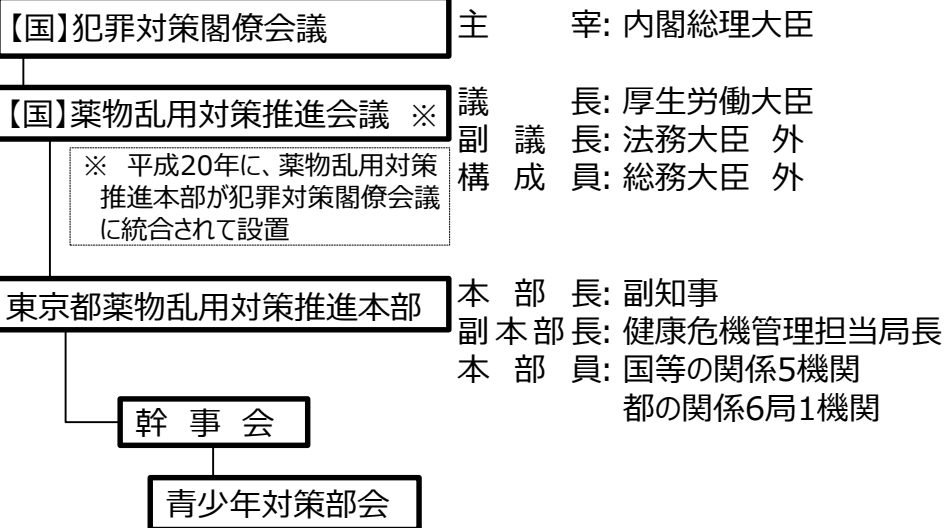 【国】犯罪対策閣僚会議
主　　宰: 内閣総理大臣
【国】薬物乱用対策推進会議　※
議　　長: 厚生労働大臣
副　議　長: 法務大臣　外
構　成　員: 総務大臣　外
※　平成20年に、薬物乱用対策
推進本部が犯罪対策閣僚会議
に統合されて設置
東京都薬物乱用対策推進本部
本　部　長: 副知事
副本部長: 健康危機管理担当局長
本　部　員: 国等の関係5機関
都の関係6局1機関
幹　事　会
青少年対策部会